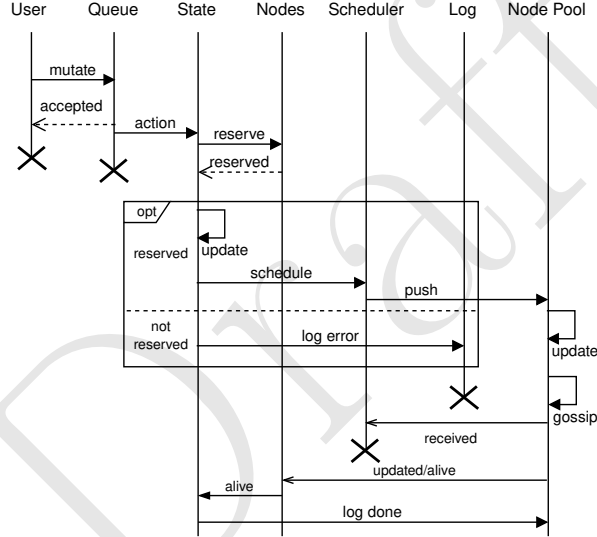 User Queue State Nodes Scheduler Log Node Pool
mutate
accepted
action
reserve
reserved
opt
update
reserved
schedule
push
not
reserved
log error
update
gossip
received
updated/alive
alive
log done
Draft